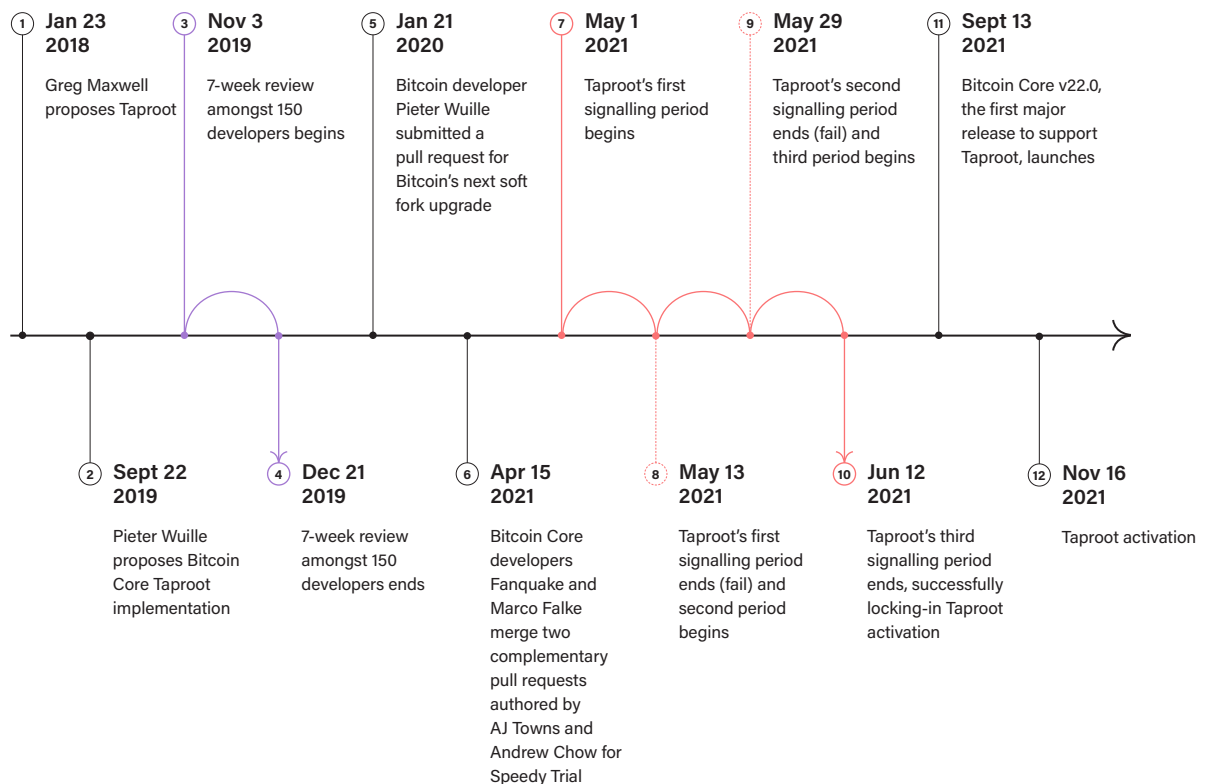 1
Jan 23
2018
Greg Maxwell
proposes Taproot
3
Nov 3
2019
7-week review
amongst 150
developers begins
5
Jan 21
2020
Bitcoin developer
Pieter Wuille
submitted a
pull request for
Bitcoin's next soft
fork upgrade
7
May 1
2021
Taproot's first
signalling period
begins
9
May 29
2021
Taproot's second
signalling period
ends (fail) and
third period begins
11
Sept 13
2021
Bitcoin Core v22.0,
the first major
release to support
Taproot, launches
2
Sept 22
2019
Pieter Wuille
proposes Bitcoin
Core Taproot
implementation
4
Dec 21
2019
7-week review
amongst 150
developers ends
6
Apr 15
2021
Bitcoin Core
developers
Fanquake and
Marco Falke
merge two
complementary
pull requests
authored by
AJ Towns and
Andrew Chow for
Speedy Trial
8
May 13
2021
Taproot's first
signalling period
ends (fail) and
second period
begins
10
Jun 12
2021
Taproot's third
signalling period
ends, successfully
locking-in Taproot
activation
12
Nov 16
2021
Taproot activation